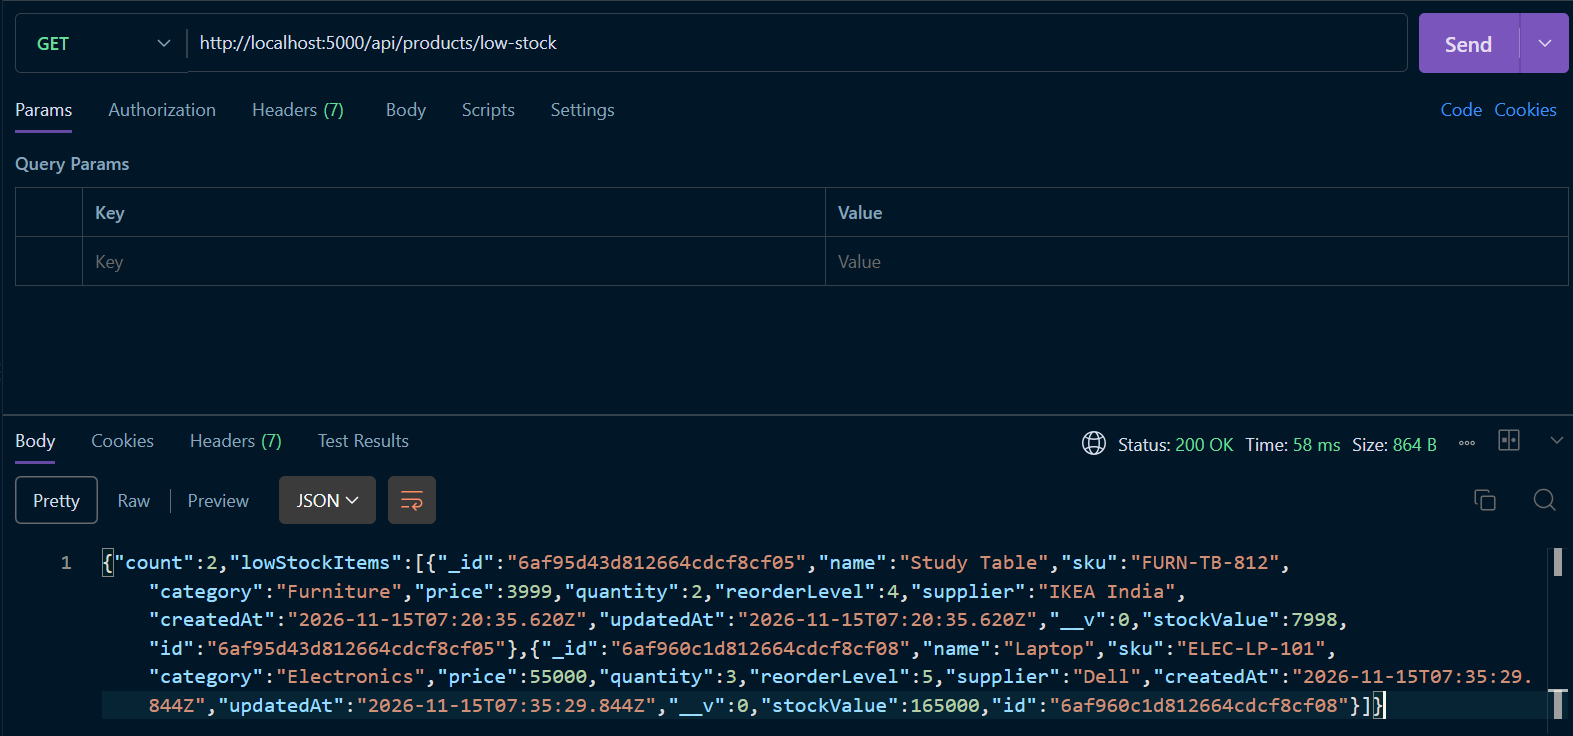 GET http://localhost:5000/api/products/low-stock Send
Params Authorization Headers (7) Body Scripts Settings Code Cookies
Query Params
Key Value
Key Value
Body Cookies Headers (7) Test Results Status: 200 OK Time: 58 ms Size: 864 B
Pretty Raw Preview JSON
1 {"count":2,"lowStockItems":[{"_id":"6af95d43d812664cdcf8cf05","name":"Study Table","sku":"FURN-TB-812",
"category":"Furniture","price":3999,"quantity":2,"reorderLevel":4,"supplier":"IKEA India",
"createdAt":"2026-11-15T07:20:35.620Z","updatedAt":"2026-11-15T07:20:35.620Z","__v":0,"stockValue":7998,
"id":"6af95d43d812664cdcf8cf05"},{"_id":"6af960c1d812664cdcf8cf08","name":"Laptop","sku":"ELEC-LP-101",
"category":"Electronics","price":55000,"quantity":3,"reorderLevel":5,"supplier":"Dell","createdAt":"2026-11-15T07:35:29.
844Z","updatedAt":"2026-11-15T07:35:29.844Z","__v":0,"stockValue":165000,"id":"6af960c1d812664cdcf8cf08"}]}